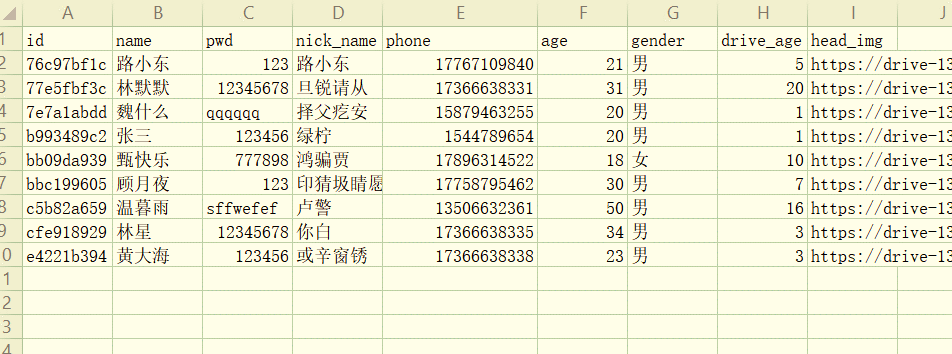 A B C D E F G H I J
1 id name pwd nick_name phone age gender drive_age head_img
2 76c97bf1c 路小东 123 路小东 17767109840 21 男 5 https://drive-13
3 77e5fbf3c 林默默 12345678 旦锐请从 17366638331 31 男 20 https://drive-13
4 7e7a1abdd 魏什么 qqqqqq 择父疙安 15879463255 20 男 1 https://drive-13
5 b993489c2 张三 123456 绿柠 1544789654 20 男 1 https://drive-13
6 bb09da939 甄快乐 777898 鸿骗贾 17896314522 18 女 10 https://drive-13
7 bbc199605 顾月夜 123 印猜圾睛愿 17758795462 30 男 7 https://drive-13
8 c5b82a659 温暮雨 sffwefef 卢警 13506632361 50 男 16 https://drive-13
9 cfe918929 林星 12345678 你白 17366638335 34 男 3 https://drive-13
0 e4221b394 黄大海 123456 或辛窗锈 17366638338 23 男 3 https://drive-13
1
2
3
4